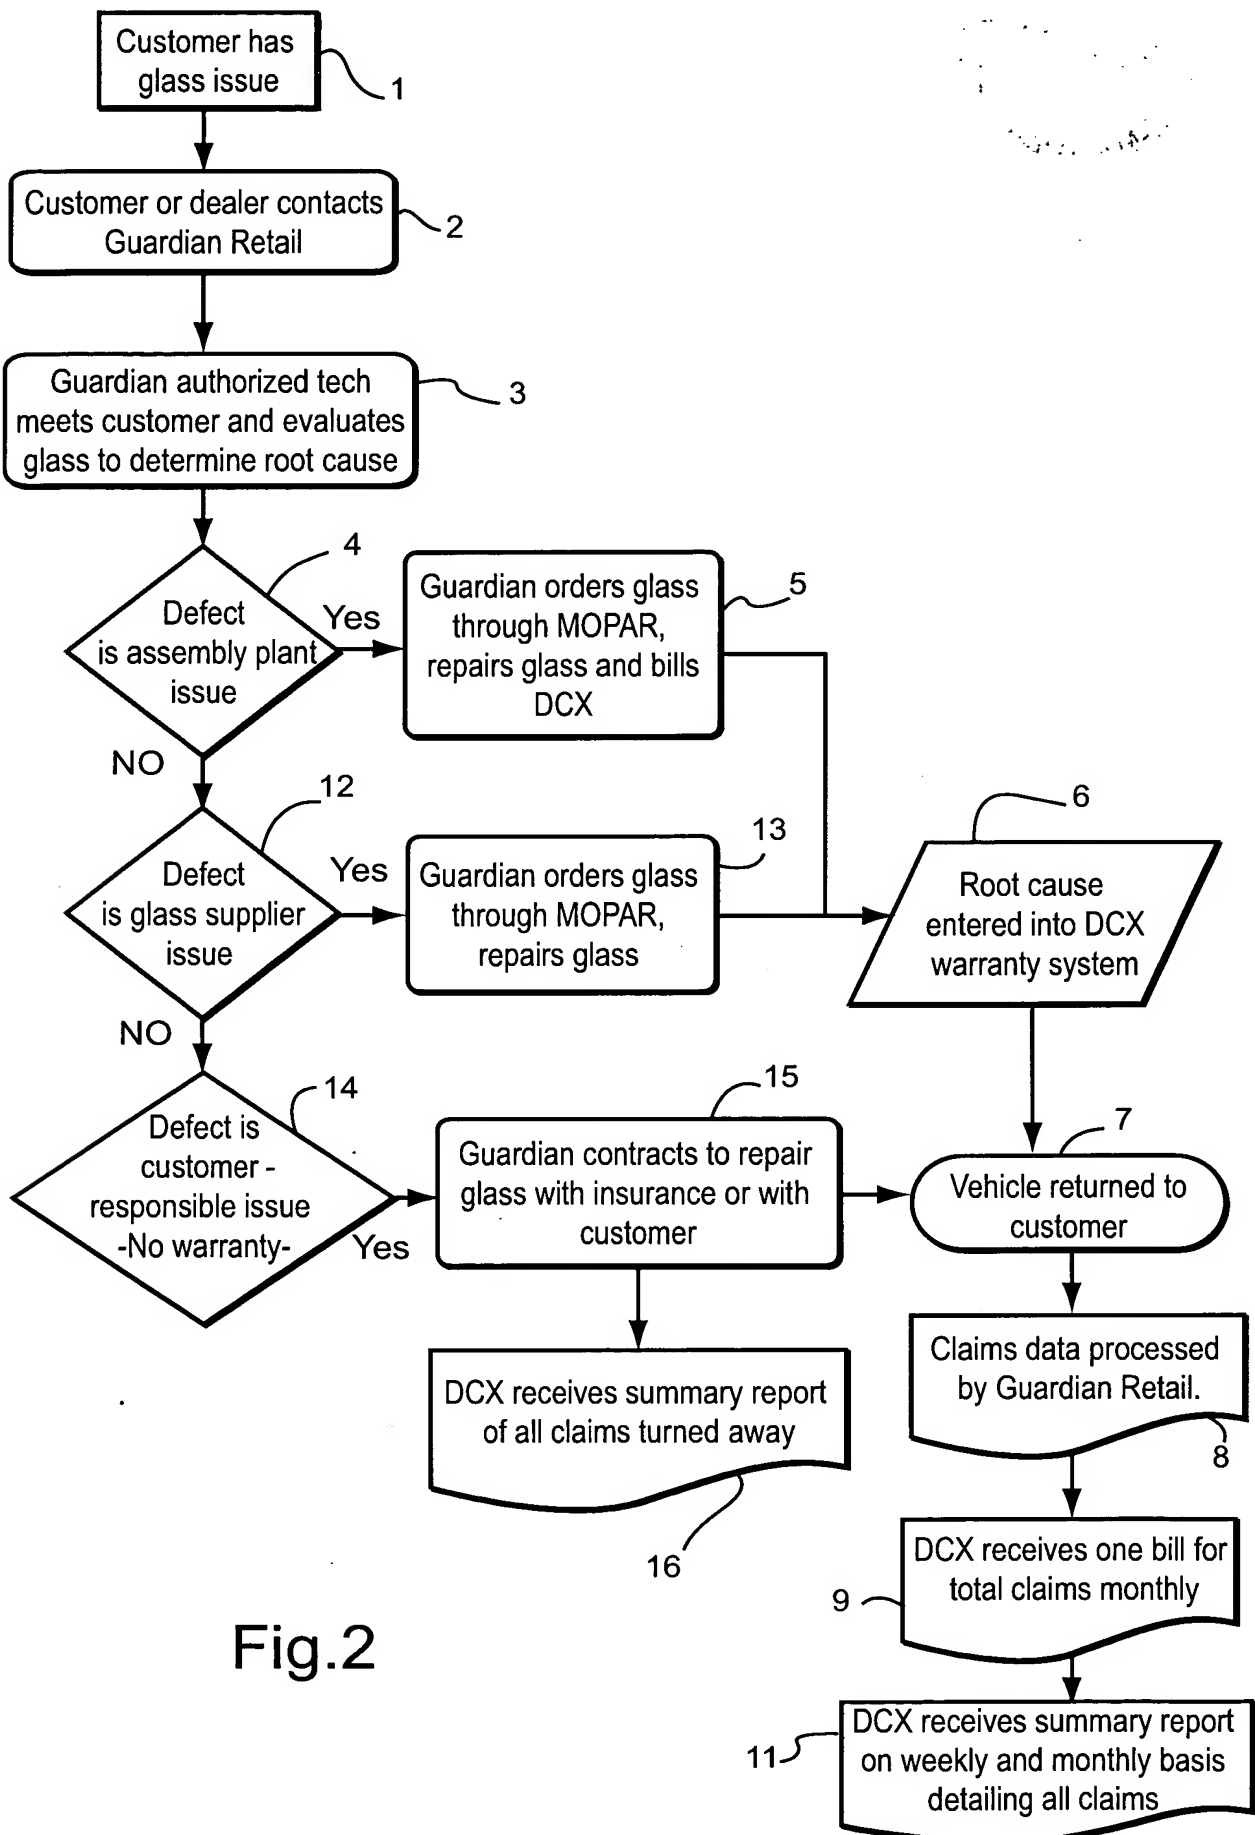 Customer has
glass issue
1
Customer or dealer contacts
Guardian Retail
2
Guardian authorized tech
meets customer and evaluates
glass to determine root cause
3
4
Defect
is assembly plant
issue
Yes
Guardian orders glass
through MOPAR,
repairs glass and bills
DCX
5
NO
12
Defect
is glass supplier
issue
Yes
Guardian orders glass
through MOPAR,
repairs glass
13
6
Root cause
entered into DCX
warranty system
NO
14
Defect is
customer -
responsible issue
-No warranty-
Yes
15
Guardian contracts to repair
glass with insurance or with
customer
7
Vehicle returned to
customer
DCX receives summary report
of all claims turned away
16
Claims data processed
by Guardian Retail.
8
DCX receives one bill for
total claims monthly
9
DCX receives summary report
on weekly and monthly basis
detailing all claims
11
Fig.2